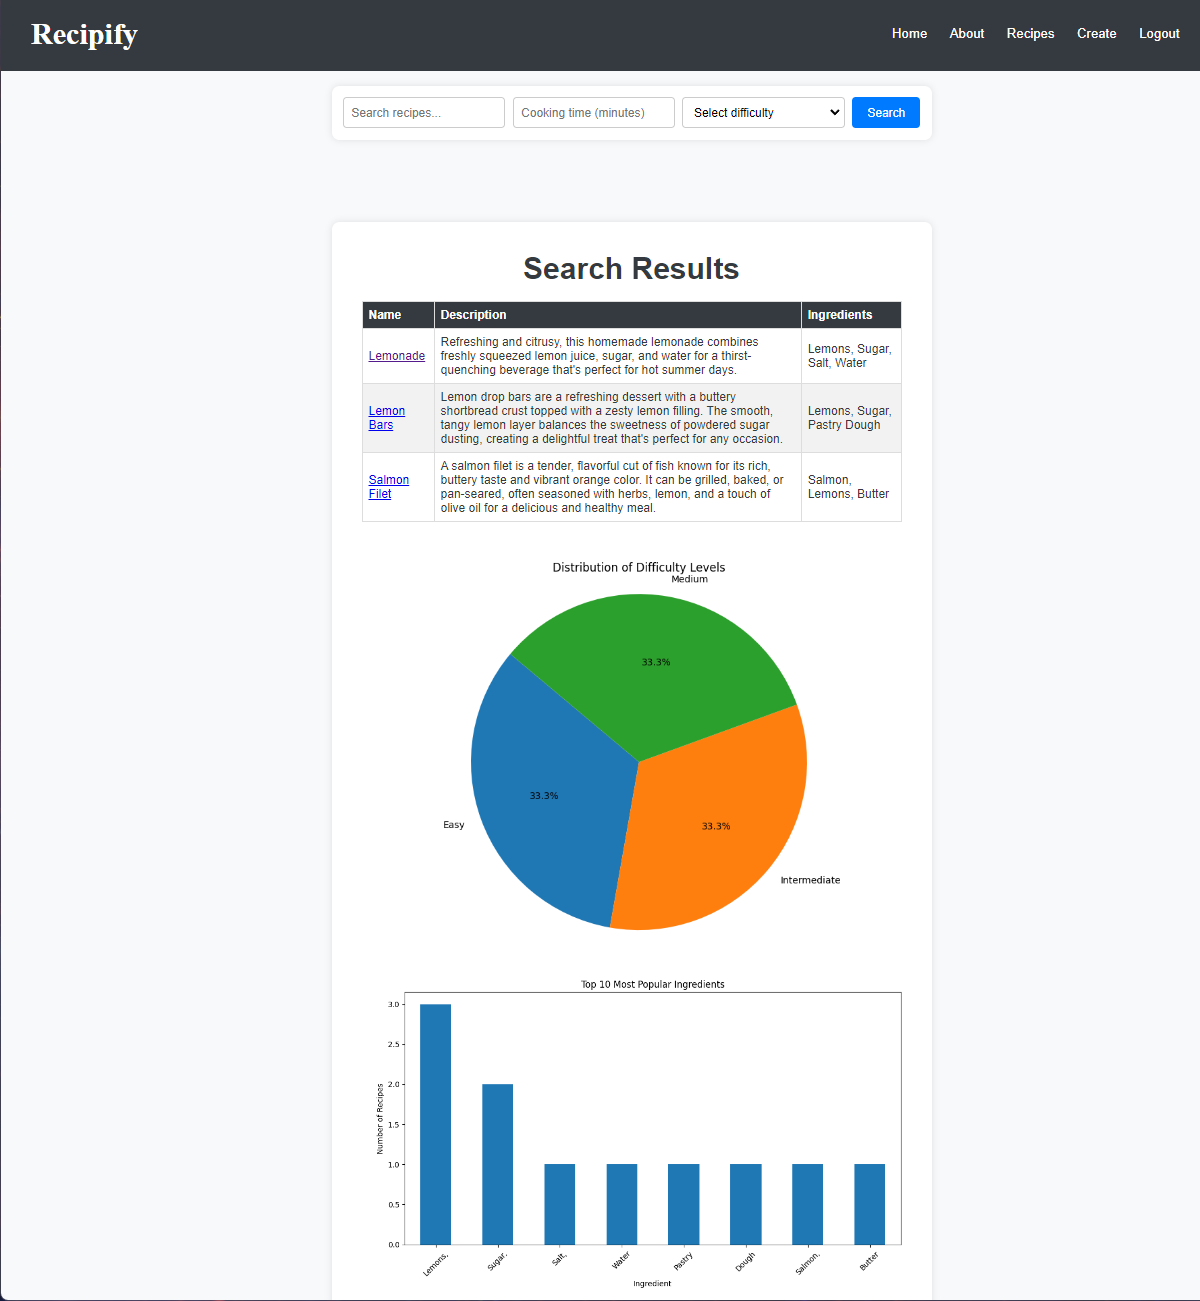 Recipify
Home About Recipes Create Logout
Search recipes... Cooking time (minutes) Select difficulty Search
Search Results
Name Description Ingredients
Lemonade
Refreshing and citrusy, this homemade lemonade combines
freshly squeezed lemon juice, sugar, and water for a thirst-
quenching beverage that's perfect for hot summer days.
Lemons, Sugar,
Salt, Water
Lemon
Bars
Lemon drop bars are a refreshing dessert with a buttery
shortbread crust topped with a zesty lemon filling. The smooth,
tangy lemon layer balances the sweetness of powdered sugar
dusting, creating a delightful treat that's perfect for any occasion.
Lemons, Sugar,
Pastry Dough
Salmon
Filet
A salmon filet is a tender, flavorful cut of fish known for its rich,
buttery taste and vibrant orange color. It can be grilled, baked, or
pan-seared, often seasoned with herbs, lemon, and a touch of
olive oil for a delicious and healthy meal.
Salmon,
Lemons, Butter
Distribution of Difficulty Levels
Medium
33.3%
33.3%
Easy
33.3%
Intermediate
Top 10 Most Popular Ingredients
3.0
2.5
2.0
1.5
1.0
0.5
0.0
Number of Recipes
Lemons, Sugar, Salt, Water Pastry Dough Salmon, Butter
Ingredient